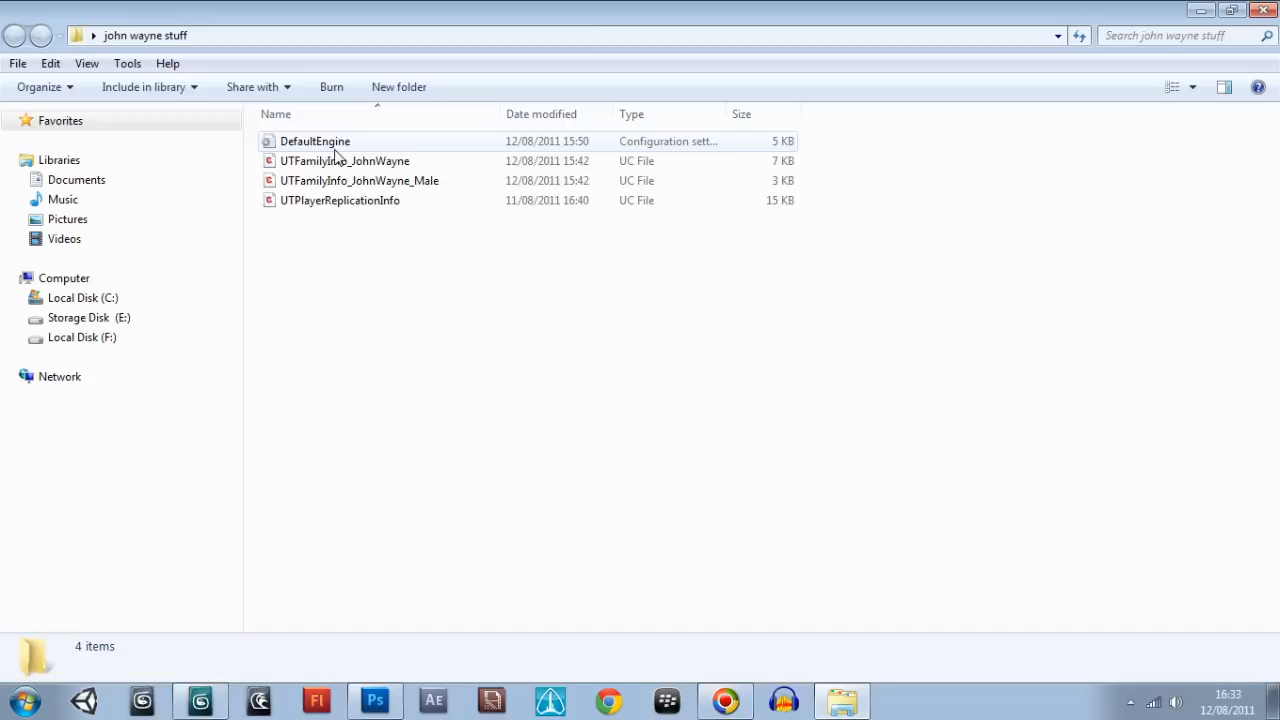 john wayne stuff
Search john wayne stuff
File Edit View Tools Help
Organize Include in library Share with Burn New folder
Favorites
Libraries
Documents
Music
Pictures
Videos
Computer
Local Disk (C:)
Storage Disk (E:)
Local Disk (F:)
Network
Name Date modified Type Size
DefaultEngine 12/08/2011 15:50 Configuration sett... 5 KB
UTFamilyInfo_JohnWayne 12/08/2011 15:42 UC File 7 KB
UTFamilyInfo_JohnWayne_Male 12/08/2011 15:42 UC File 3 KB
UTPlayerReplicationInfo 11/08/2011 16:40 UC File 15 KB
4 items
Fl
Ps
Ae
16:33
12/08/2011